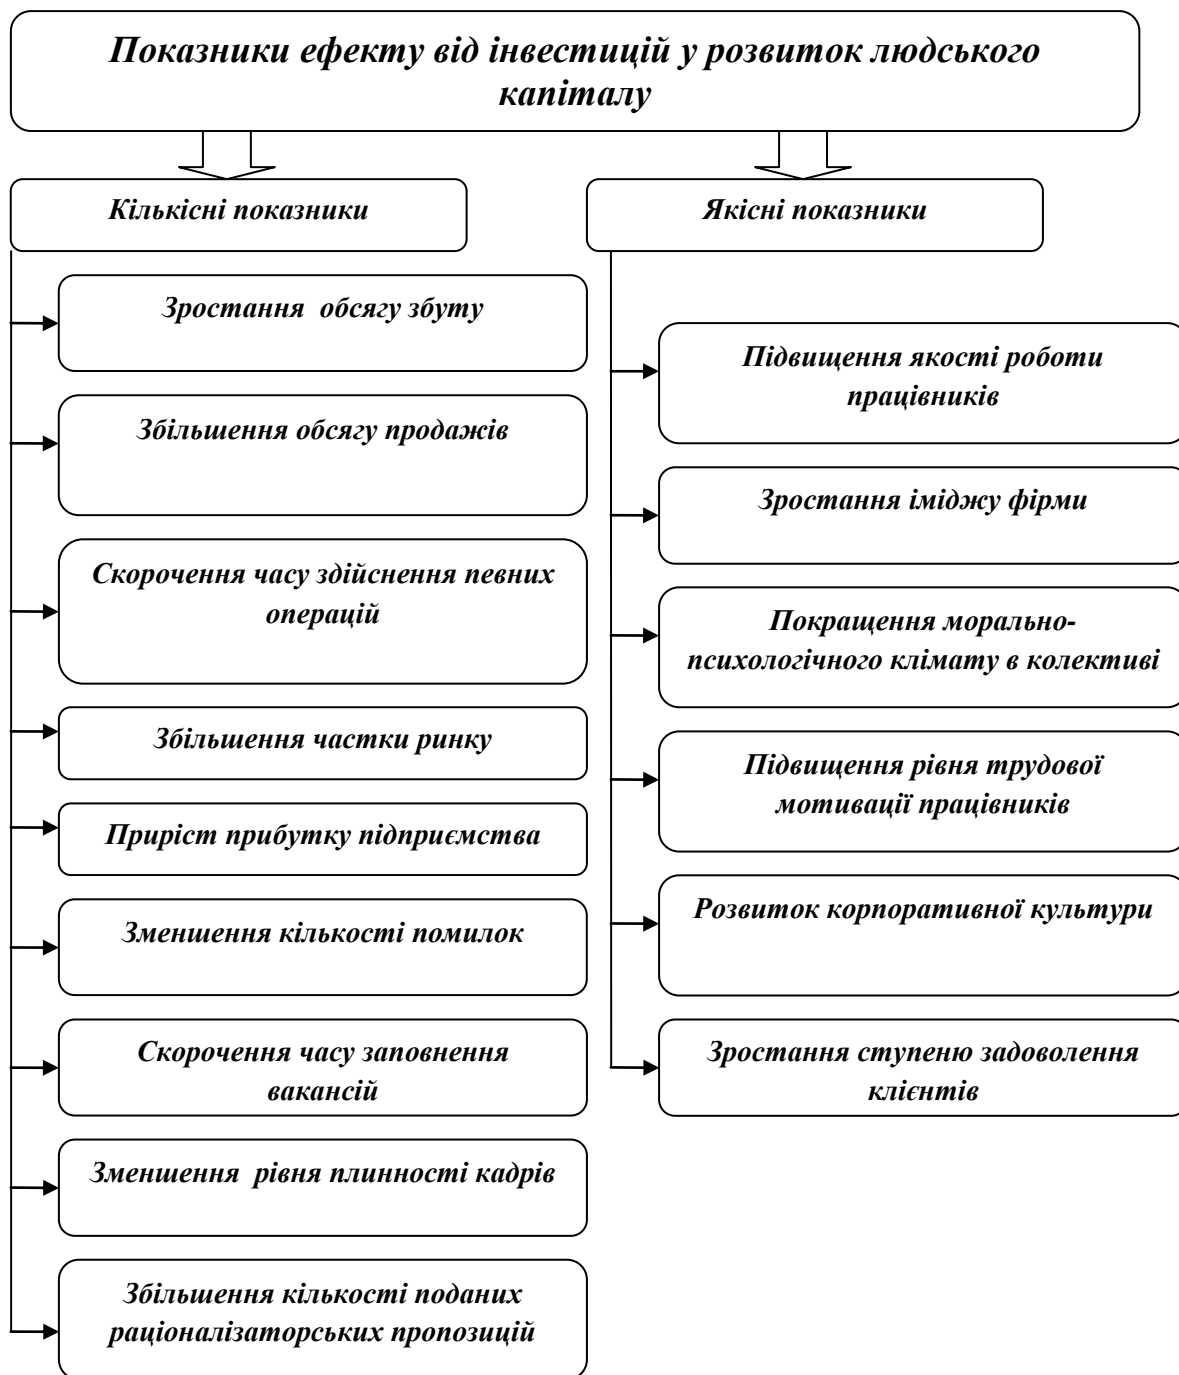 Показники ефекту від інвестицій у розвиток людського
капіталу
Кількісні показники
Зростання  обсягу збуту
Збільшення обсягу продажів
Скорочення часу здійснення певних
операцій
Збільшення частки ринку
Приріст прибутку підприємства
Зменшення кількості помилок
Скорочення часу заповнення
вакансій
Зменшення  рівня плинності кадрів
Збільшення кількості поданих
раціоналізаторських пропозицій
Якісні показники
Підвищення якості роботи
працівників
Зростання іміджу фірми
Покращення морально-
психологічного клімату в колективі
Підвищення рівня трудової
мотивації працівників
Розвиток корпоративної культури
Зростання ступеню задоволення
клієнтів